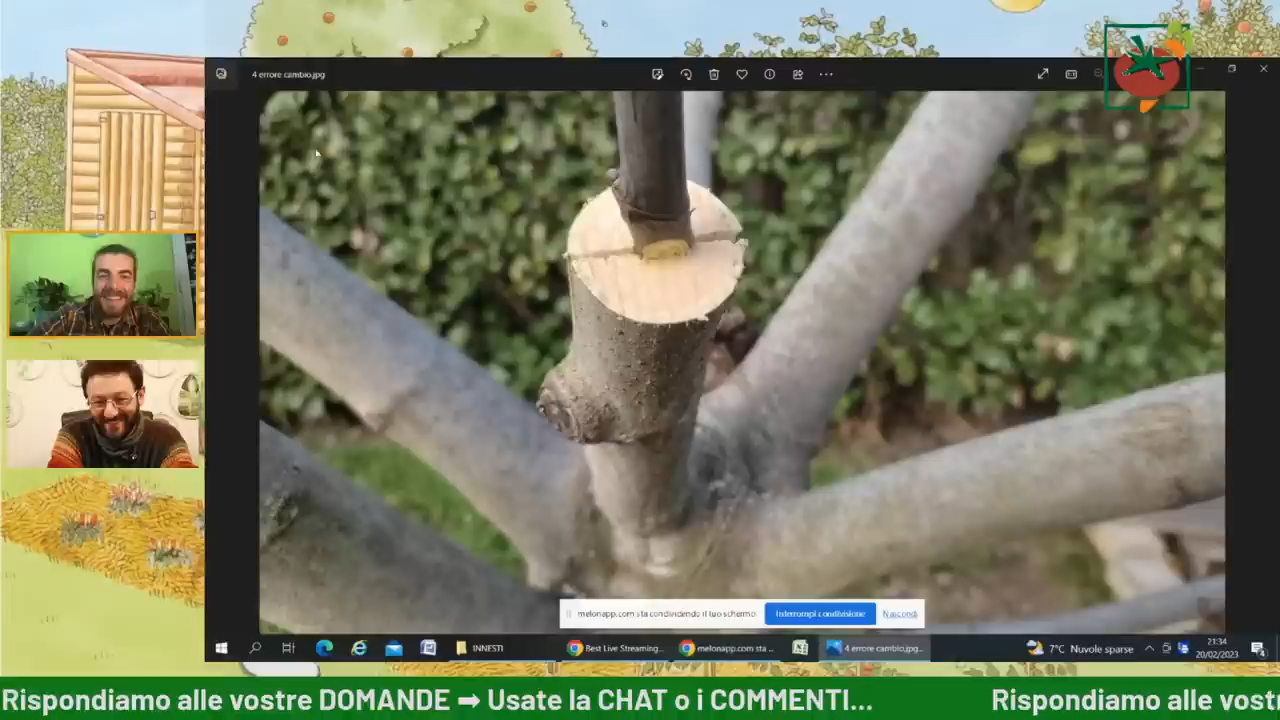 4 errore cambio.jpg
melonapp.com sta condividendo il tuo schermo. Interrompi condivisione Nascondi
INNESTI Best Live Streaming... melonapp.com sta ... 4 errore cambio.jpg... 7°C Nuvole sparse 21:34
20/02/2023
Rispondiamo alle vostre DOMANDE ➡ Usate la CHAT o i COMMENTI... Rispondiamo alle vost